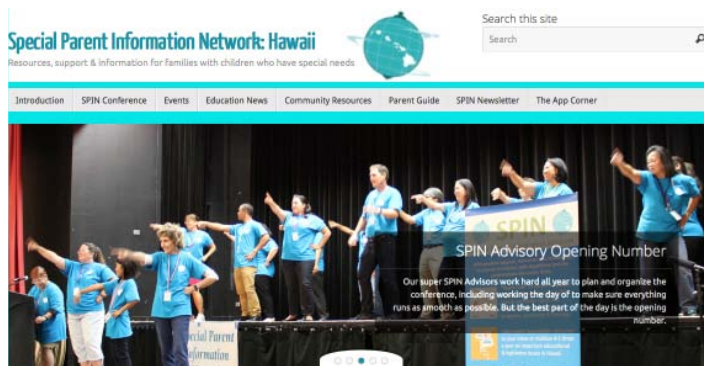 Search this site
Special Parent Information Network: Hawaii
Search
Resources, support & information for families with children who have special needs
Introduction SPIN Conference Events Education News Community Resources Parent Guide SPIN Newsletter The App Corner
SPIN
SPIN Advisory Opening Number
Our super SPIN Advisors work hard all year to plan and organize the
conference, including working the day of to make sure everything
runs as smooth as possible. But the best part of the day is the opening
number.
Special Parent
Information